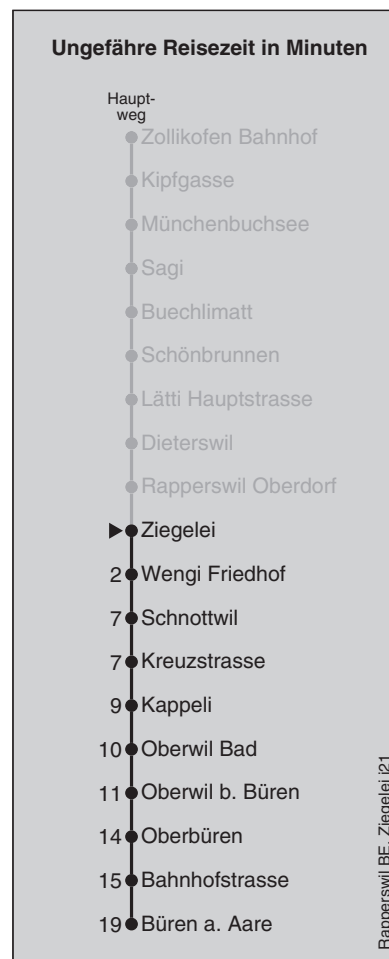 Ungefähre Reisezeit in Minuten
Haupt-
weg
Zollikofen Bahnhof
Kipfgasse
Münchenbuchsee
Sagi
Buechlimatt
Schönbrunnen
Lätti Hauptstrasse
Dieterswil
Rapperswil Oberdorf
Ziegelei
2 Wengi Friedhof
7 Schnottwil
7 Kreuzstrasse
9 Kappeli
10 Oberwil Bad
11 Oberwil b. Büren
14 Oberbüren
15 Bahnhofstrasse
19 Büren a. Aare
Rapperswil BE, Ziegelei j21